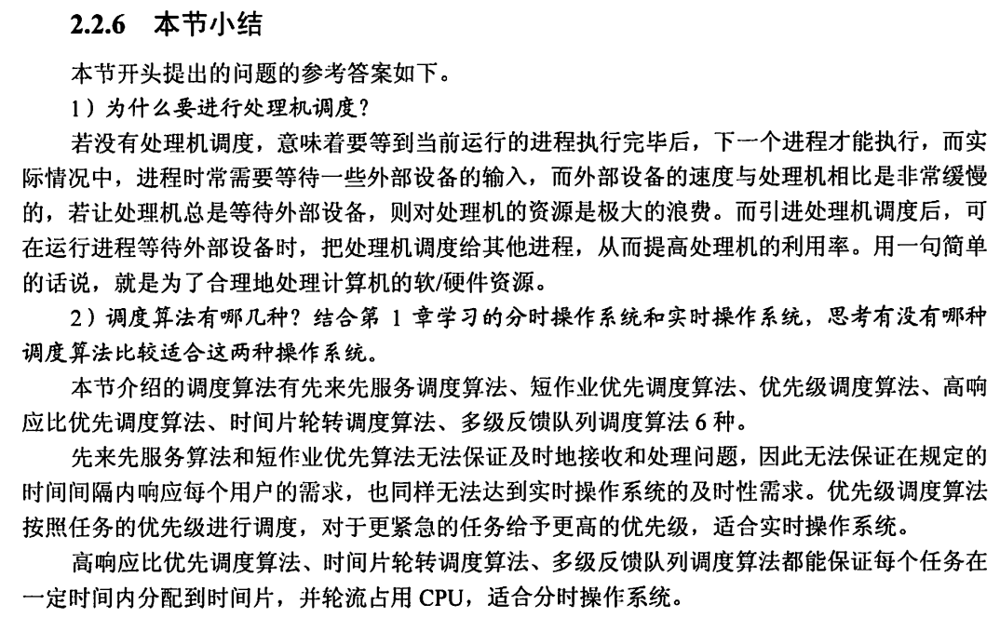 2.2.6 本节小结
本节开头提出的问题的参考答案如下。
1）为什么要进行处理机调度？
若没有处理机调度，意味着要等到当前运行的进程执行完毕后，下一个进程才能执行，而实
际情况中，进程时常需要等待一些外部设备的输入，而外部设备的速度与处理机相比是非常缓慢
的，若让处理机总是等待外部设备，则对处理机的资源是极大的浪费。而引进处理机调度后，可
在运行进程等待外部设备时，把处理机调度给其他进程，从而提高处理机的利用率。用一句简单
的话说，就是为了合理地处理计算机的软/硬件资源。
2）调度算法有哪几种？结合第 1 章学习的分时操作系统和实时操作系统，思考有没有哪种
调度算法比较适合这两种操作系统。
本节介绍的调度算法有先来先服务调度算法、短作业优先调度算法、优先级调度算法、高响
应比优先调度算法、时间片轮转调度算法、多级反馈队列调度算法 6 种。
先来先服务算法和短作业优先算法无法保证及时地接收和处理问题，因此无法保证在规定的
时间间隔内响应每个用户的需求，也同样无法达到实时操作系统的及时性需求。优先级调度算法
按照任务的优先级进行调度，对于更紧急的任务给予更高的优先级，适合实时操作系统。
高响应比优先调度算法、时间片轮转调度算法、多级反馈队列调度算法都能保证每个任务在
一定时间内分配到时间片，并轮流占用 CPU，适合分时操作系统。